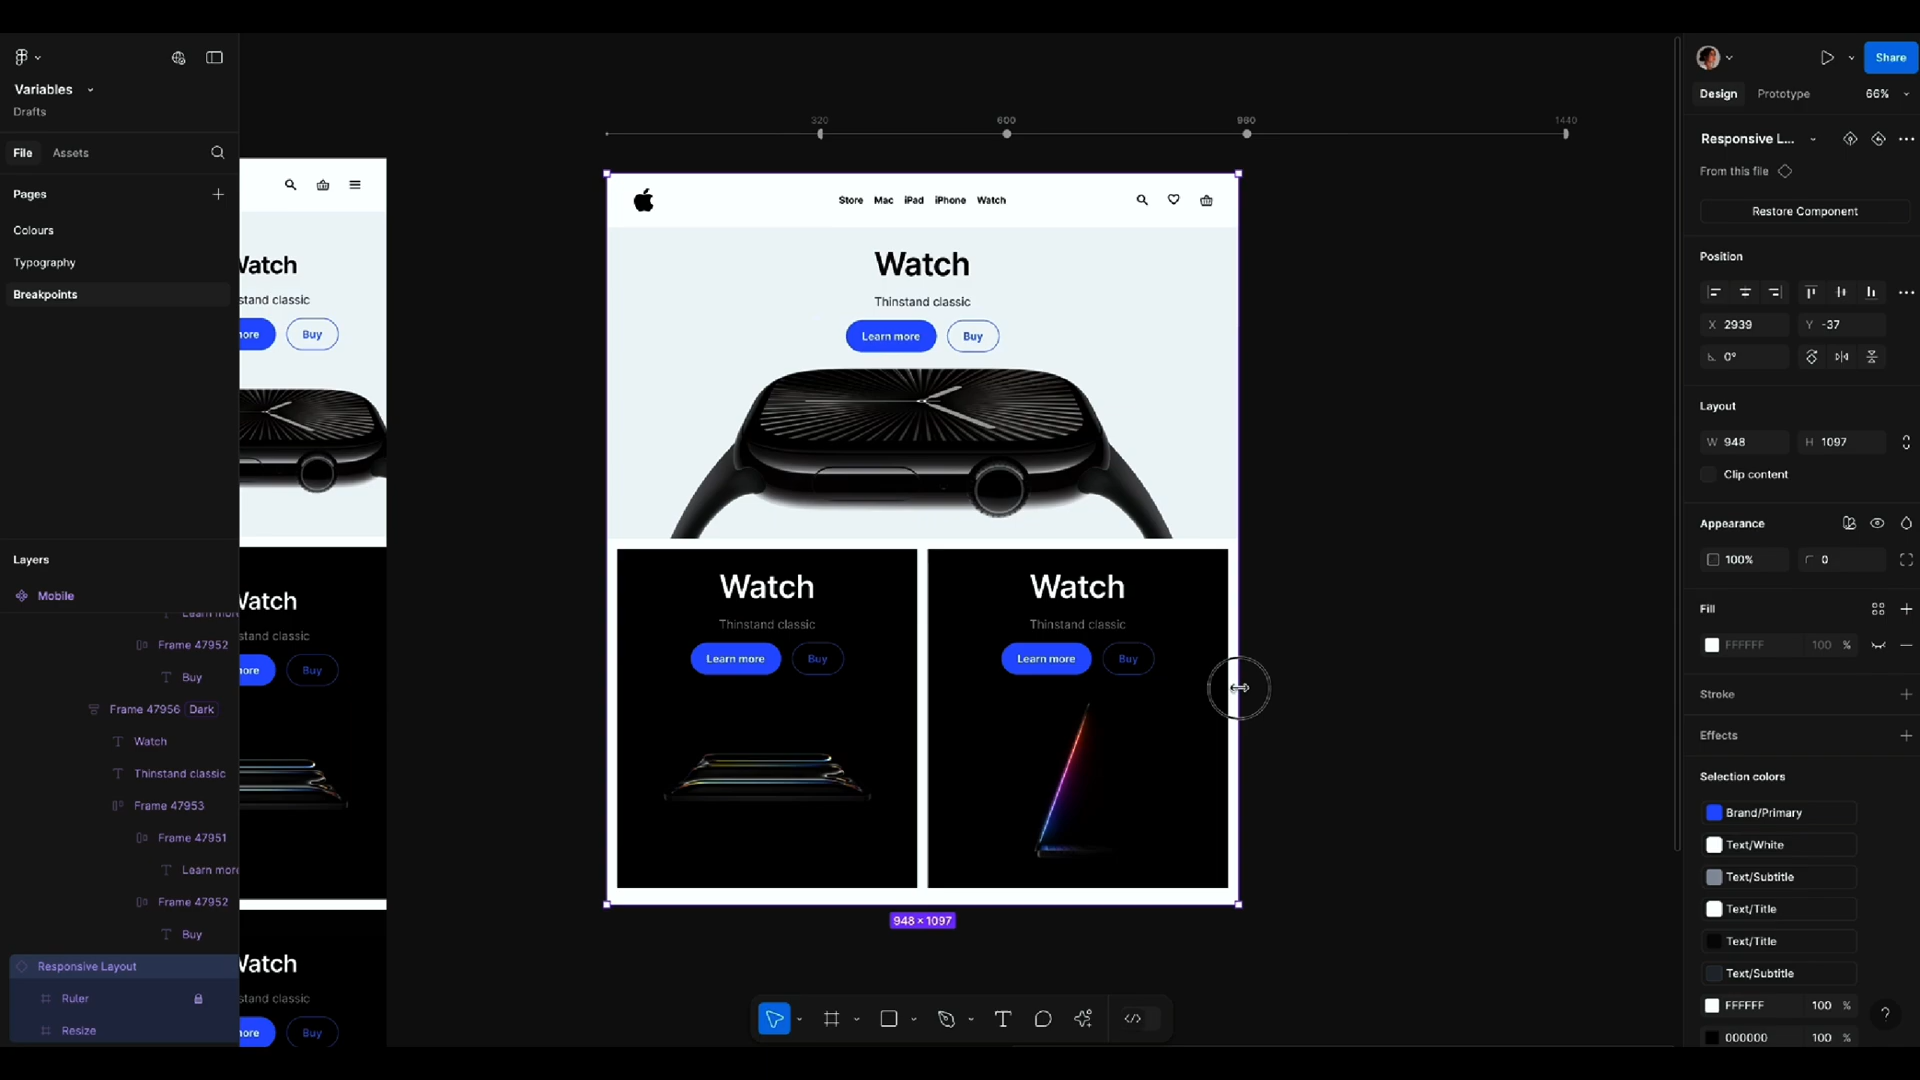 Variables
Drafts
File
Assets
Pages
Colours
Typography
Breakpoints
Layers
Mobile
Learn more
Frame 47952
Buy
Frame 47956
Dark
Watch
Thinstand classic
Frame 47953
Frame 47951
Learn more
Frame 47952
Buy
Responsive Layout
Ruler
Resize
Watch
stand classic
ore
Buy
Watch
stand classic
ore
Buy
Watch
stand classic
ore
Buy
320
600
960
1440
Store
Mac
iPad
iPhone
Watch
Watch
Thinstand classic
Learn more
Buy
Watch
Thinstand classic
Learn more
Buy
Watch
Thinstand classic
Learn more
Buy
948 × 1097
Share
Design
Prototype
66%
Responsive L...
From this file
Restore Component
Position
X 2939
Y -37
0°
Layout
W 948
H 1097
Clip content
Appearance
100%
0
Fill
FFFFFF 100 %
Stroke
Effects
Selection colors
Brand/Primary
Text/White
Text/Subtitle
Text/Title
Text/Title
Text/Subtitle
FFFFFF 100 %
000000 100 %
?